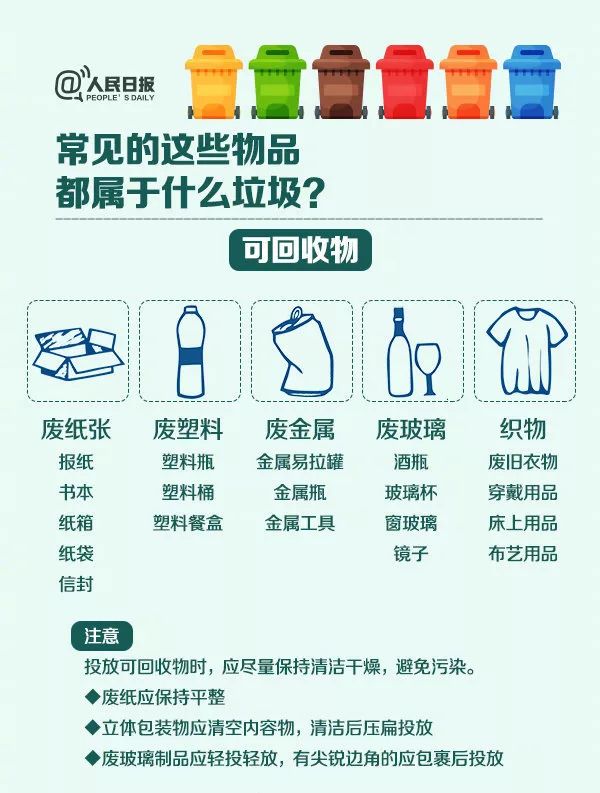 @人民日报
PEOPLE'S DAILY
常见的这些物品
都属于什么垃圾?
可回收物
废纸张
报纸
书本
纸箱
纸袋
信封
废塑料
塑料瓶
塑料桶
塑料餐盒
废金属
金属易拉罐
金属瓶
金属工具
废玻璃
酒瓶
玻璃杯
窗玻璃
镜子
织物
废旧衣物
穿戴用品
床上用品
布艺用品
注意
投放可回收物时，应尽量保持清洁干燥，避免污染。
◆废纸应保持平整
◆立体包装物应清空内容物，清洁后压扁投放
◆废玻璃制品应轻投轻放，有尖锐边角的应包裹后投放